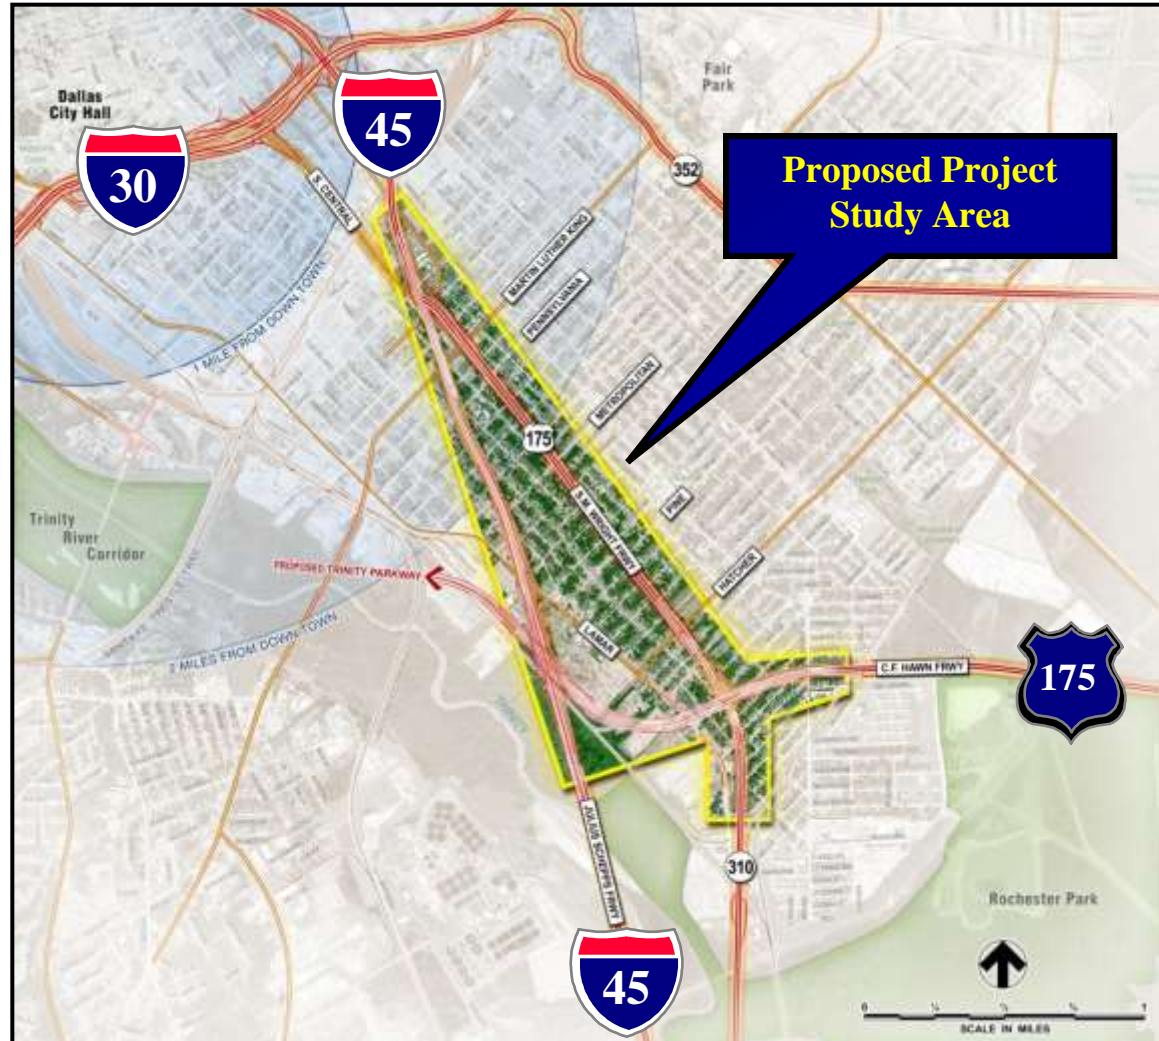 Dallas
City Hall
Fair
Park
45
30
352
Proposed Project
Study Area
S. CENTRAL
MARTIN LUTHER KING
PENNSYLVANIA
1 MILE FROM DOWN TOWN
METROPOLITAN
175
PINE
S.M. WRIGHT FRWY
HATCHER
Trinity
River
Corridor
PROPOSED TRINITY PARKWAY
LAMAR
2 MILES FROM DOWN TOWN
C.F. HAWN FRWY
175
JULIUS SCHEPPS FRWY
310
Rochester Park
45
0
1
SCALE IN MILES